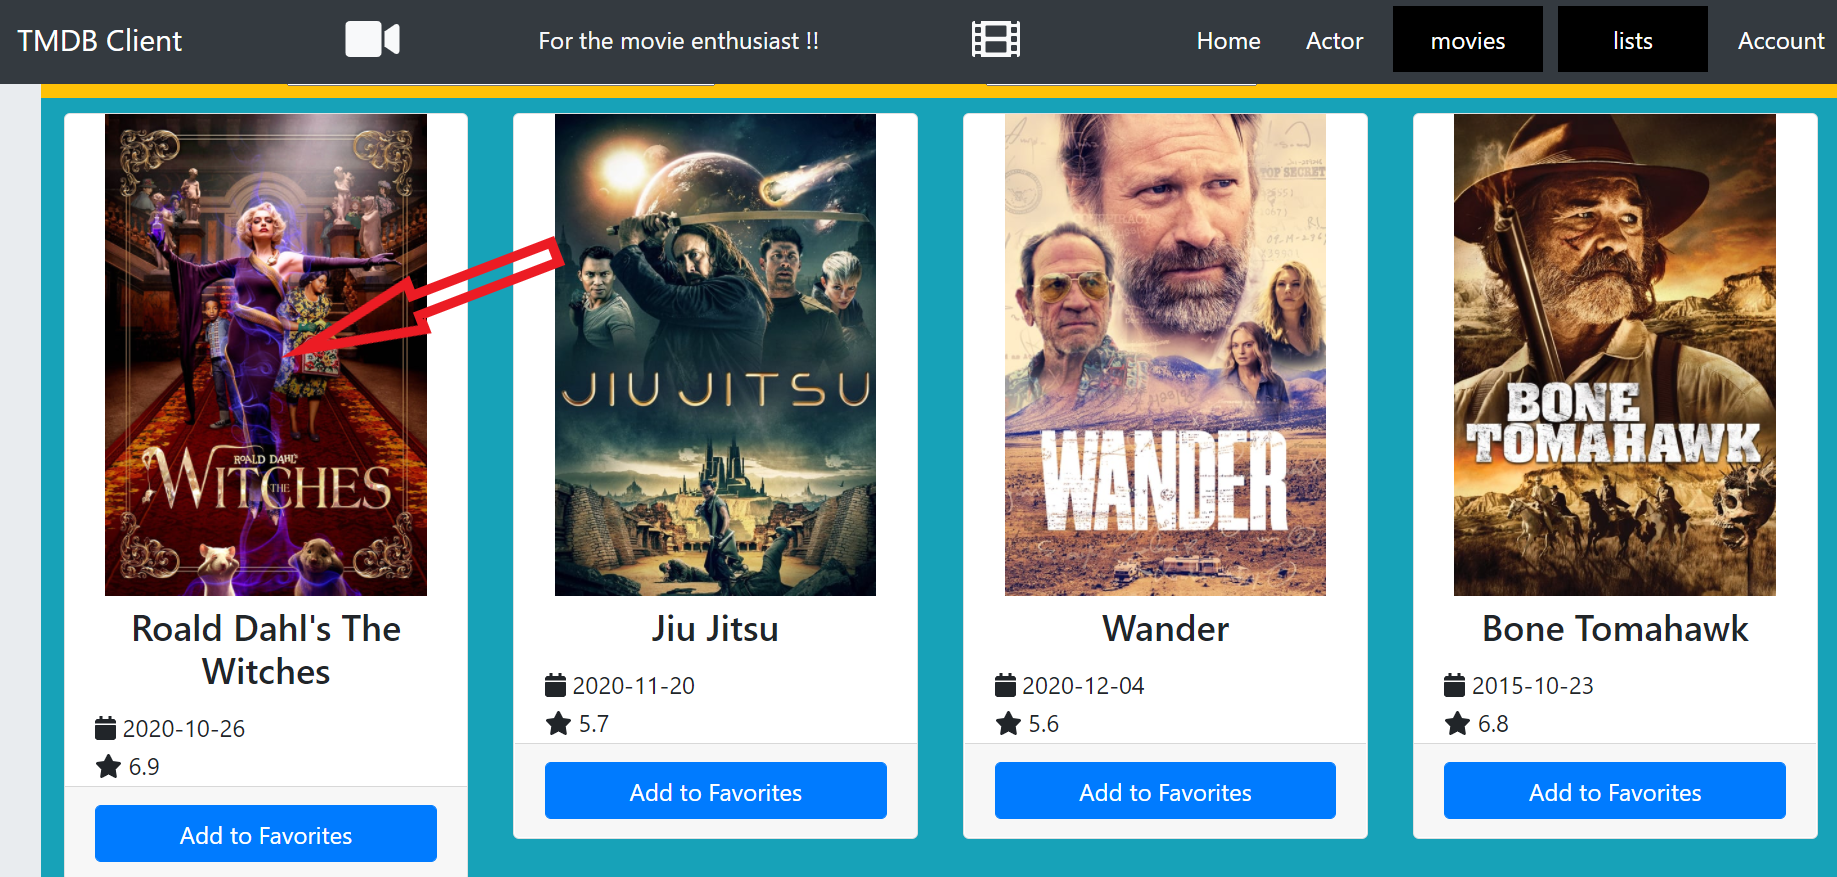 TMDB Client
For the movie enthusiast !!
Home
Actor
movies
lists
Account
ROALD DAHL'S
THE
WITCHES
Roald Dahl's The
Witches
2020-10-26
6.9
Add to Favorites
JIU JITSU
Jiu Jitsu
2020-11-20
5.7
Add to Favorites
TOP SECRET
WANDER
Wander
2020-12-04
5.6
Add to Favorites
BONE
TOMAHAWK
Bone Tomahawk
2015-10-23
6.8
Add to Favorites